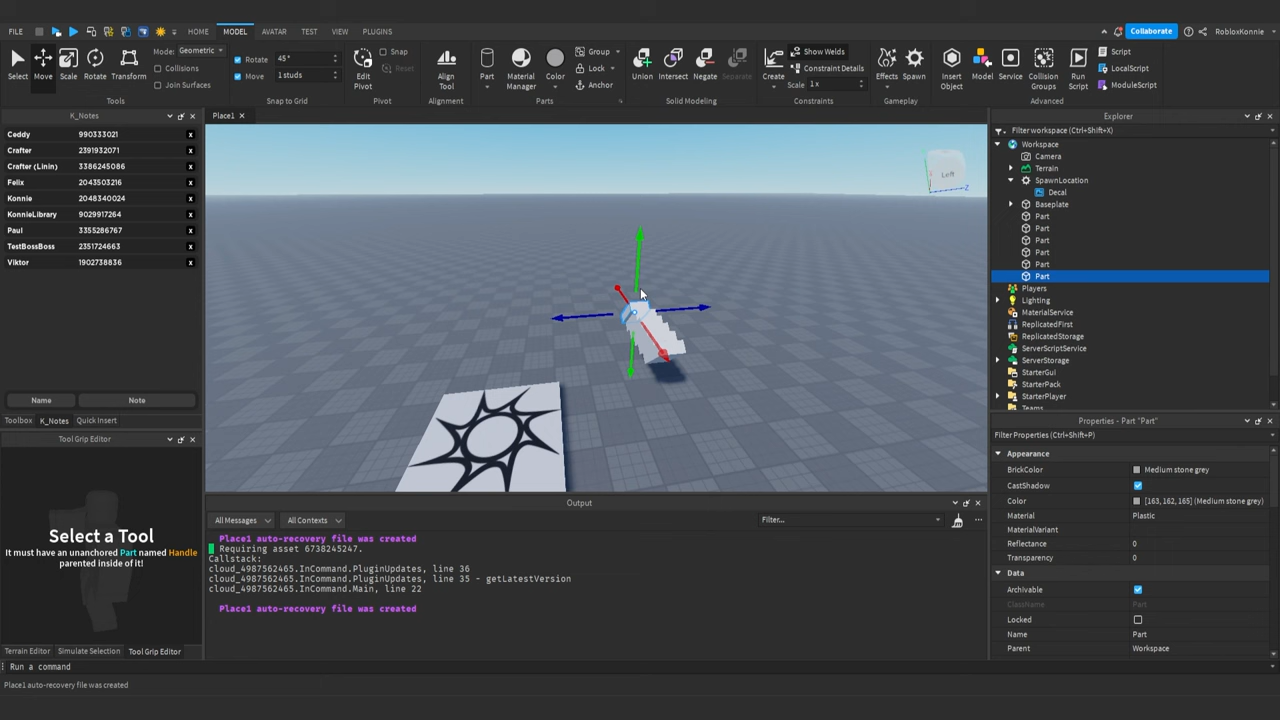 FILE
HOME
MODEL
AVATAR
TEST
VIEW
PLUGINS
Collaborate
RobloxKonnie
Select
Move
Scale
Rotate
Transform
Mode: Geometric
Collisions
Join Surfaces
Tools
Rotate 45°
Move 1 studs
Snap to Grid
Edit Pivot
Snap
Reset
Pivot
Align Tool
Alignment
Part
Material Manager
Color
Group
Lock
Anchor
Parts
Union
Intersect
Negate
Separate
Solid Modeling
Create
Show Welds
Constraint Details
Scale 1x
Constraints
Effects
Spawn
Gameplay
Insert Object
Model
Service
Collision Groups
Run Script
Script
LocalScript
ModuleScript
Advanced
K_Notes
Ceddy 990333021 x
Crafter 2391932071 x
Crafter (Linin) 3386245086 x
Felix 2043503216 x
Konnie 2048340024 x
KonnieLibrary 9029917264 x
Paul 3355286767 x
TestBossBoss 2351724663 x
Viktor 1902738836 x
Name
Note
Toolbox K_Notes Quick Insert
Tool Grip Editor
Select a Tool
It must have an unanchored Part named Handle
parented inside of it!
Terrain Editor Simulate Selection Tool Grip Editor
Place1 x
Left
Z
Output
All Messages
All Contexts
Filter...
Place1 auto-recovery file was created
Requiring asset 6738245247.
Callstack:
cloud_4987562465.InCommand.PluginUpdates, line 36
cloud_4987562465.InCommand.PluginUpdates, line 35 - getLatestVersion
cloud_4987562465.InCommand.Main, line 22
Place1 auto-recovery file was created
Explorer
Filter workspace (Ctrl+Shift+X)
Workspace
Camera
Terrain
SpawnLocation
Decal
Baseplate
Part
Part
Part
Part
Part
Part
Players
Lighting
MaterialService
ReplicatedFirst
ReplicatedStorage
ServerScriptService
ServerStorage
StarterGui
StarterPack
StarterPlayer
Teams
Properties - Part "Part"
Filter Properties (Ctrl+Shift+P)
Appearance
BrickColor Medium stone grey
CastShadow
Color [163, 162, 165] (Medium stone grey)
Material Plastic
MaterialVariant
Reflectance 0
Transparency 0
Data
Archivable
ClassName Part
Locked
Name Part
Parent Workspace
Run a command
Place1 auto-recovery file was created